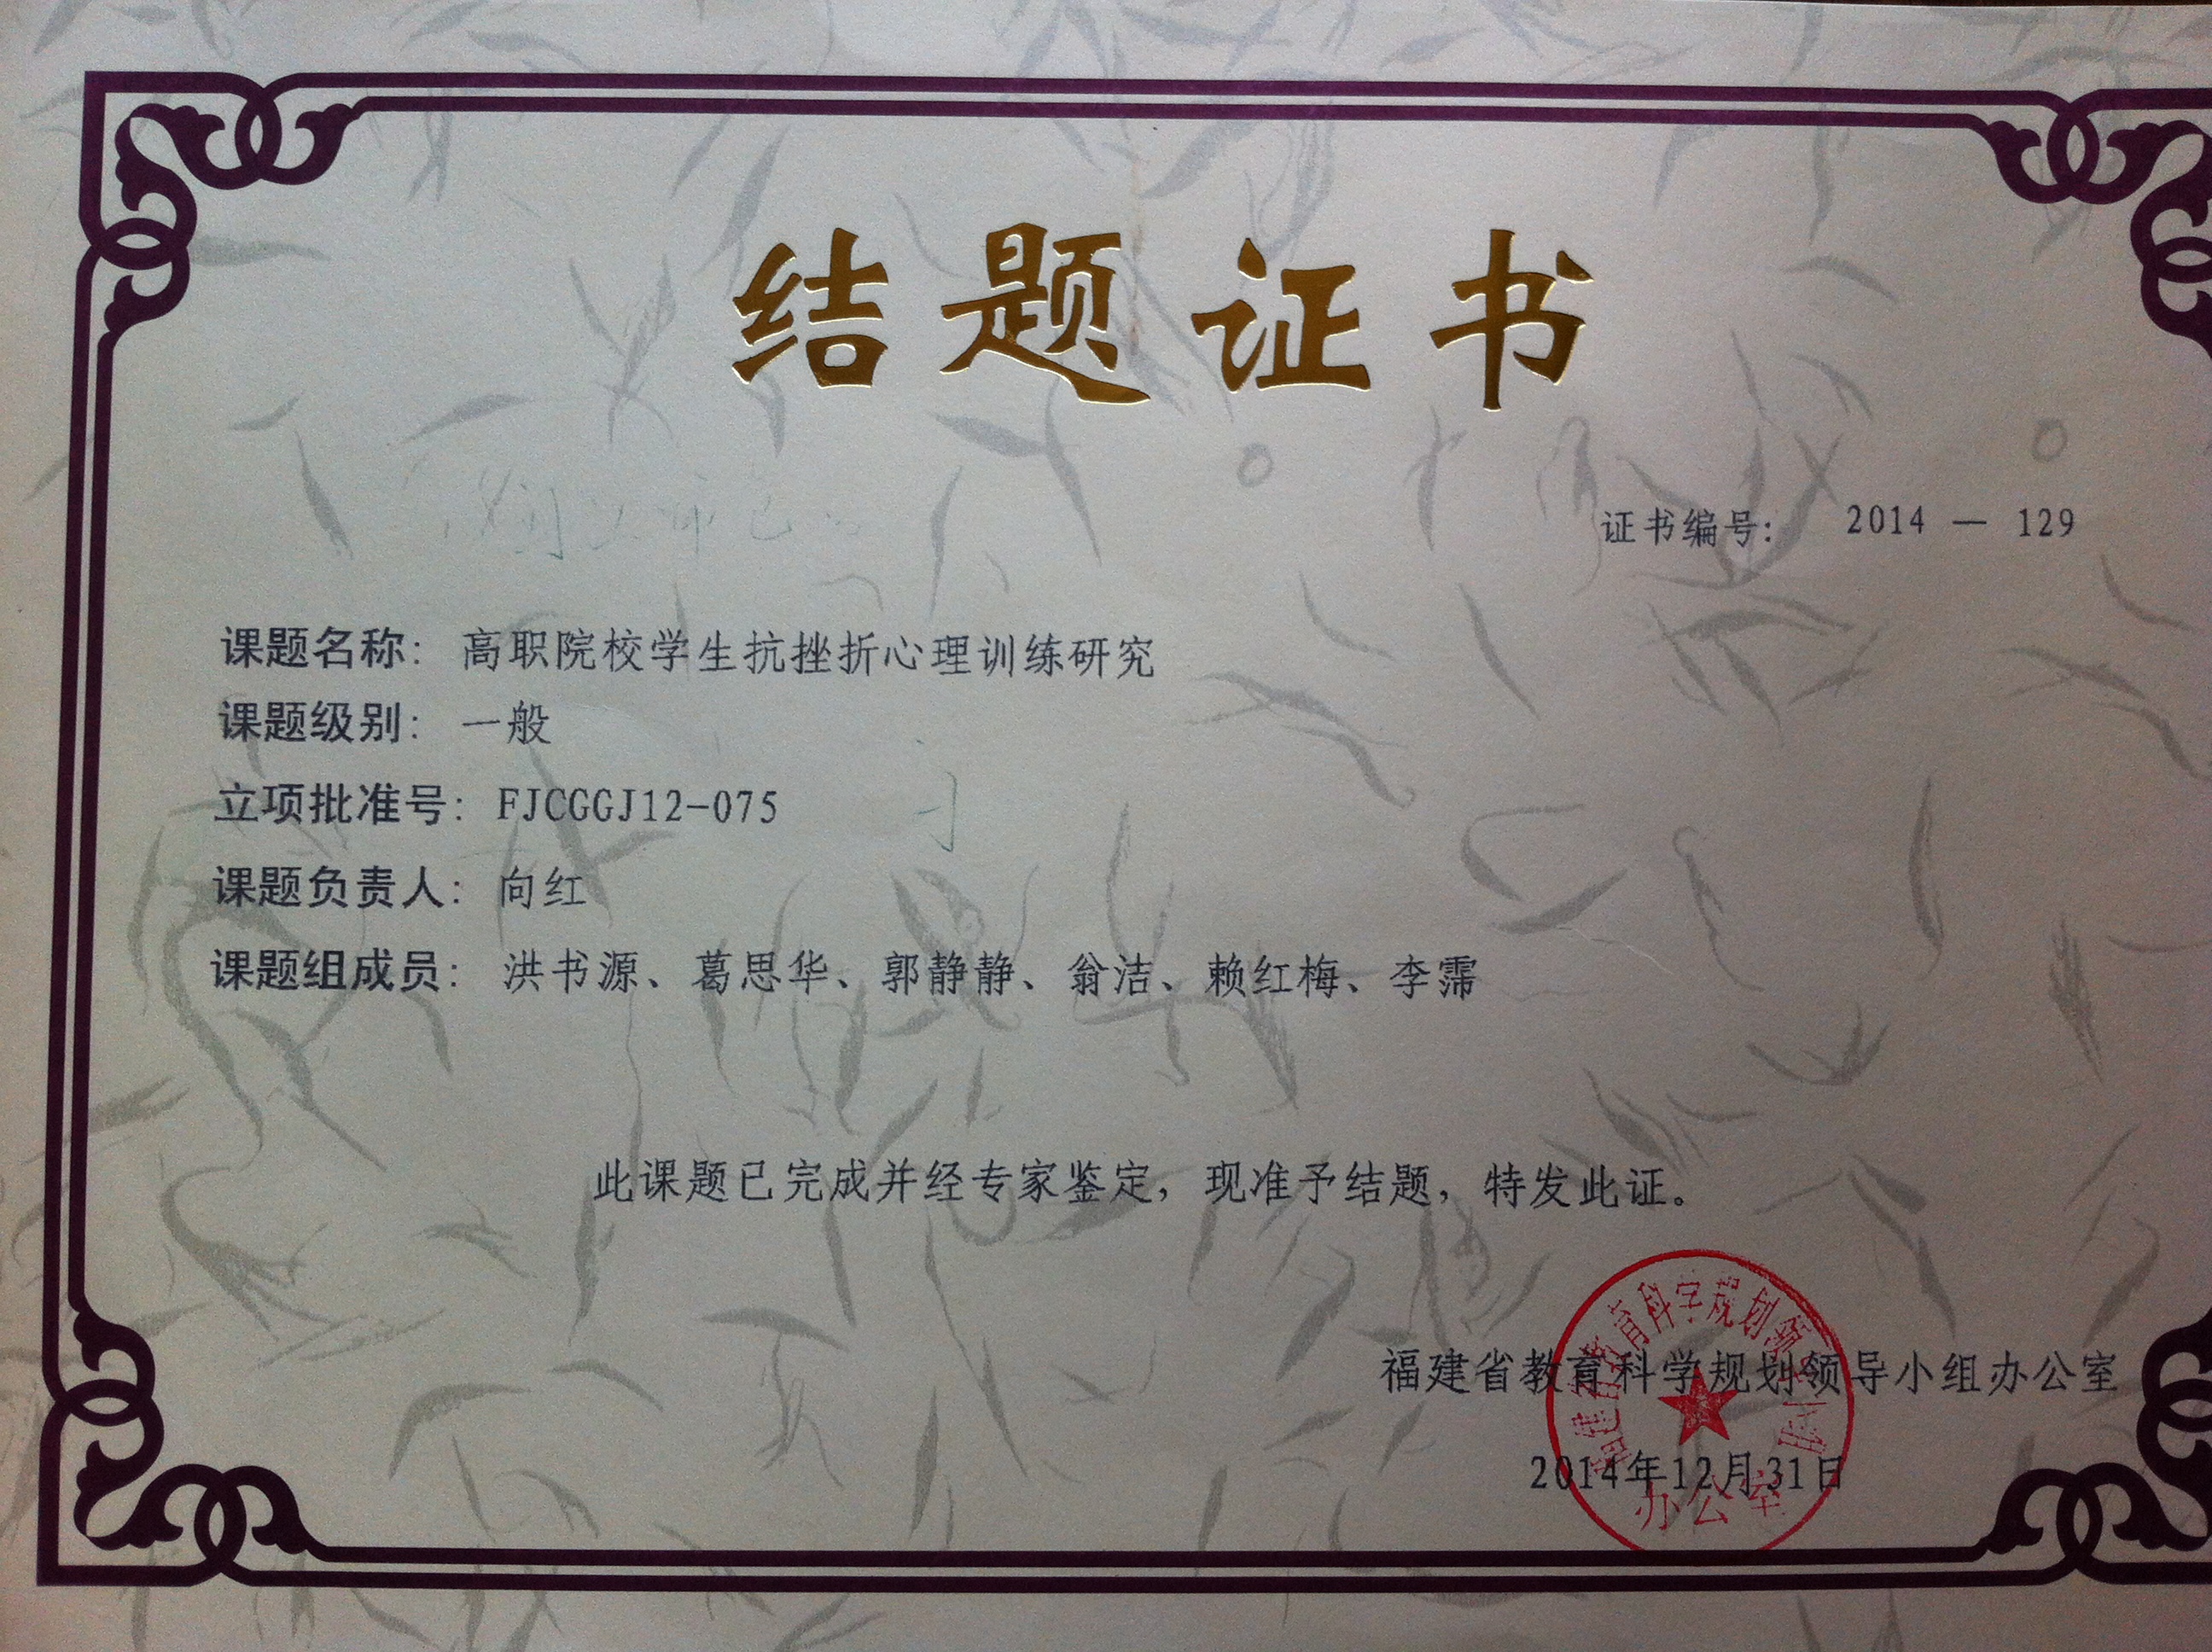 结题证书
证书编号： 2014 — 129
课题名称： 高职院校学生抗挫折心理训练研究
课题级别： 一般
立项批准号： FJCGGJ12-075
课题负责人： 向红
课题组成员： 洪书源、葛思华、郭静静、翁洁、赖红梅、李霈
此课题已完成并经专家鉴定，现准予结题，特发此证。
福建省教育科学规划领导小组办公室
2014年12月31日
办公室